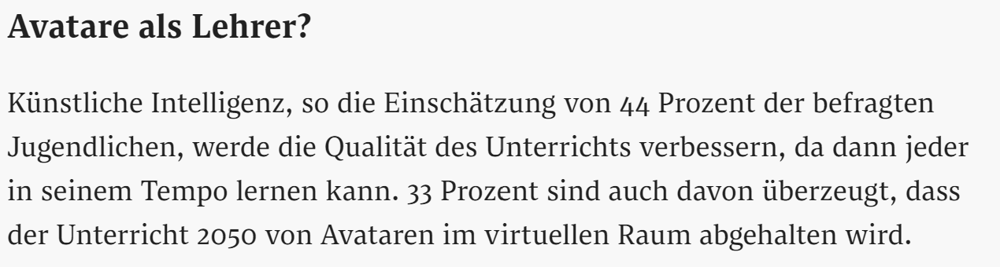 Avatare als Lehrer?
Künstliche Intelligenz, so die Einschätzung von 44 Prozent der befragten
Jugendlichen, werde die Qualität des Unterrichts verbessern, da dann jeder
in seinem Tempo lernen kann. 33 Prozent sind auch davon überzeugt, dass
der Unterricht 2050 von Avataren im virtuellen Raum abgehalten wird.